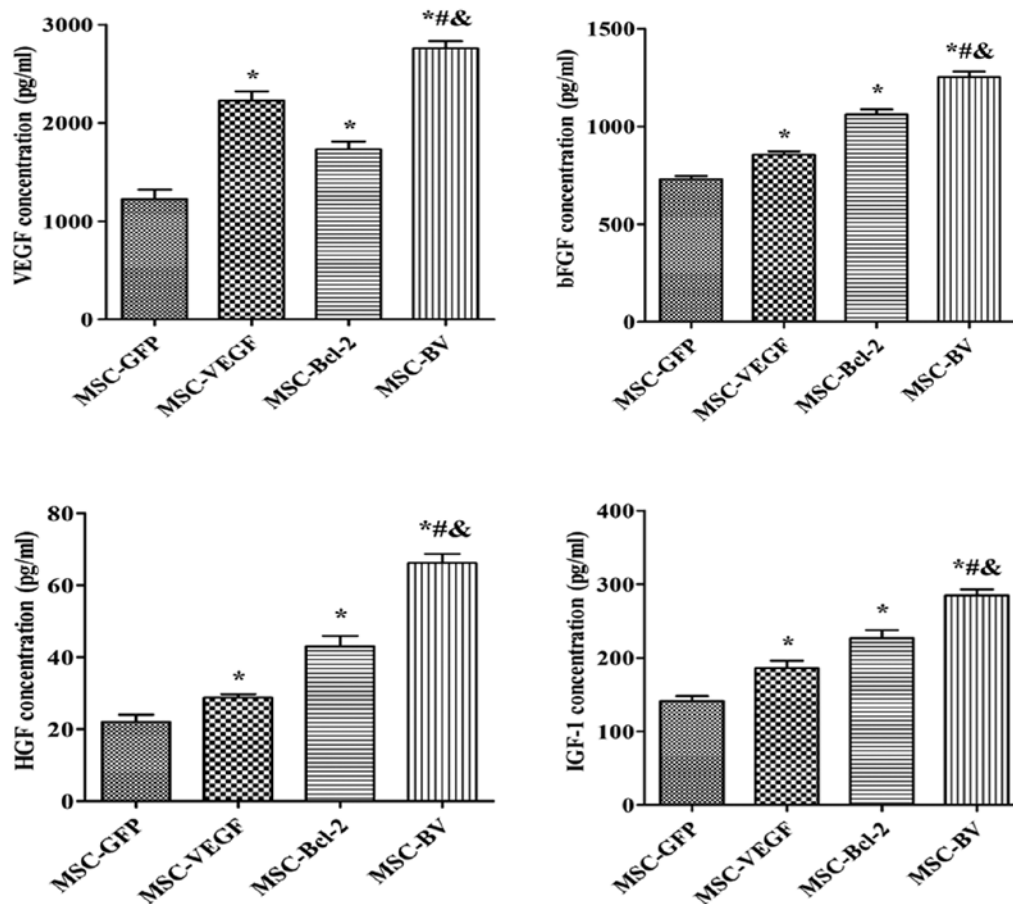 VEGF concentration (pg/ml)
3000
2000
1000
0
*
*
*#&
MSC-GFP
MSC-VEGF
MSC-Bcl-2
MSC-BV
bFGF concentration (pg/ml)
1500
1000
500
0
*
*
*#&
MSC-GFP
MSC-VEGF
MSC-Bcl-2
MSC-BV
HGF concentration (pg/ml)
80
60
40
20
0
*
*
*#&
MSC-GFP
MSC-VEGF
MSC-Bcl-2
MSC-BV
IGF-1 concentration (pg/ml)
400
300
200
100
0
*
*
*#&
MSC-GFP
MSC-VEGF
MSC-Bcl-2
MSC-BV